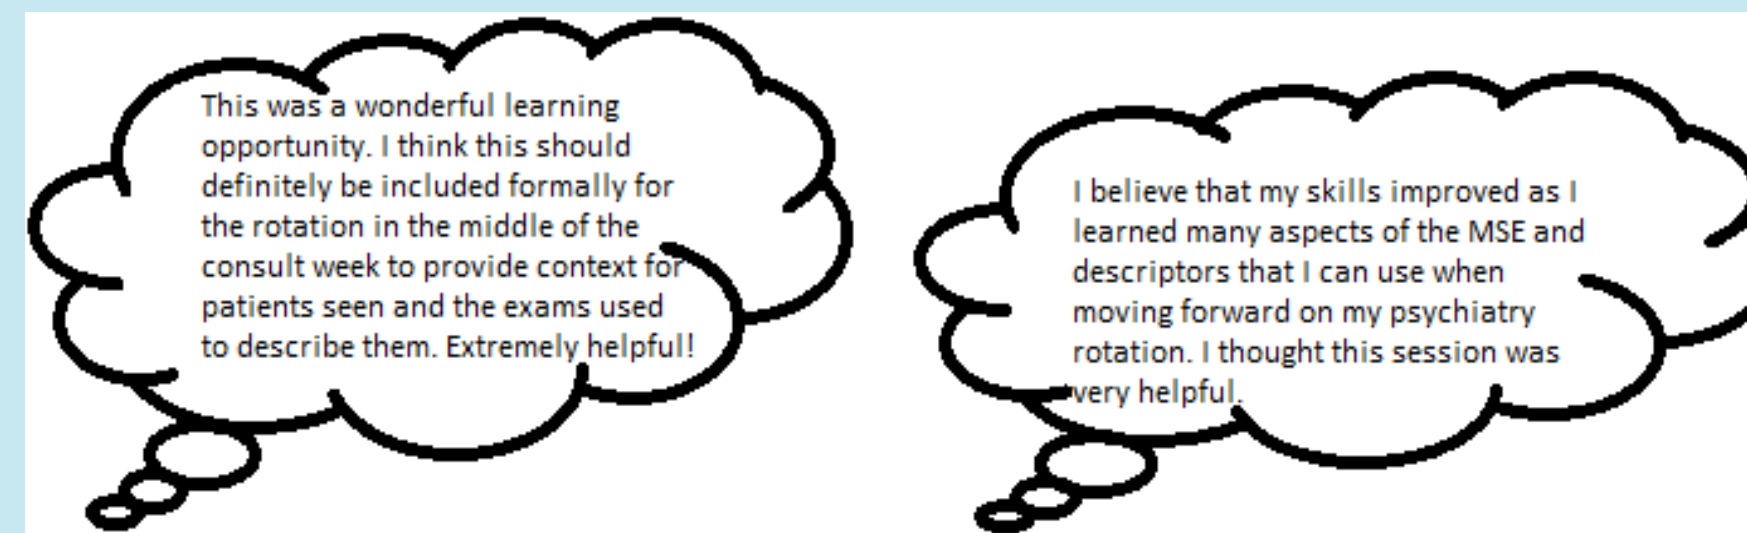 This was a wonderful learning
opportunity. I think this should
definitely be included formally for
the rotation in the middle of the
consult week to provide context for
patients seen and the exams used
to describe them. Extremely helpful!
I believe that my skills improved as I
learned many aspects of the MSE and
descriptors that I can use when
moving forward on my psychiatry
rotation. I thought this session was
very helpful.